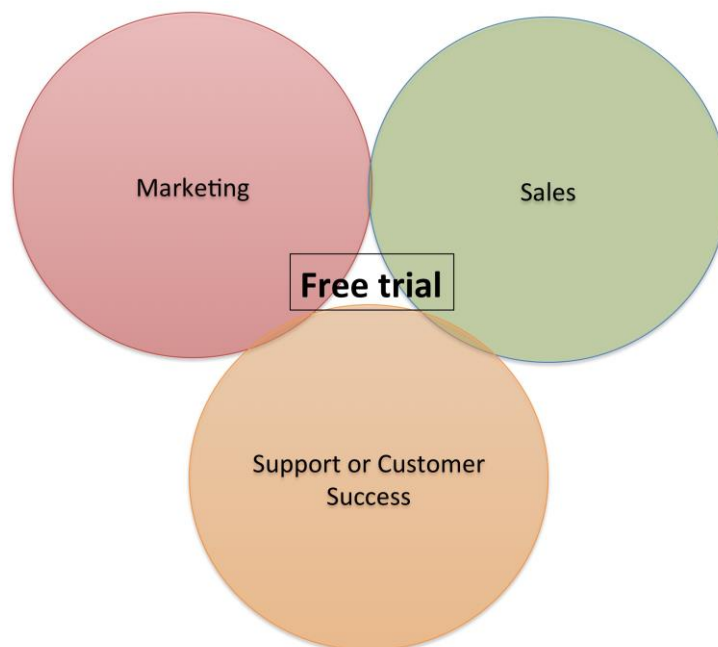 Marketing
Sales
Free trial
Support or Customer
Success